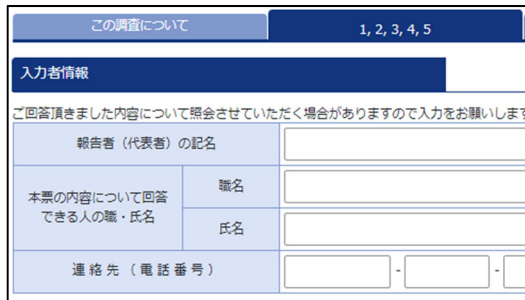 この調査について
1, 2, 3, 4, 5
入力者情報
ご回答頂きました内容について照会させていただく場合がありますので入力をお願いします
報告者（代表者）の記名
本票の内容について回答
できる人の職・氏名
職名
氏名
連絡先（電話番号）
-
-